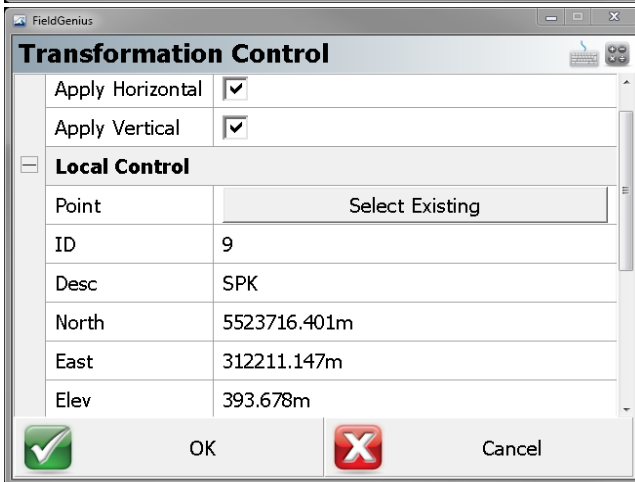 FieldGenius
Transformation Control
Apply Horizontal
Apply Vertical
Local Control
Point Select Existing
ID 9
Desc SPK
North 5523716.401m
East 312211.147m
Elev 393.678m
OK Cancel